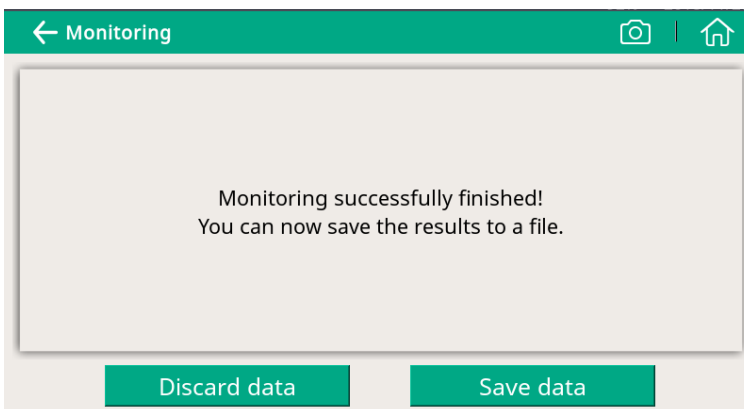 Monitoring
Monitoring successfully finished!
You can now save the results to a file.
Discard data
Save data